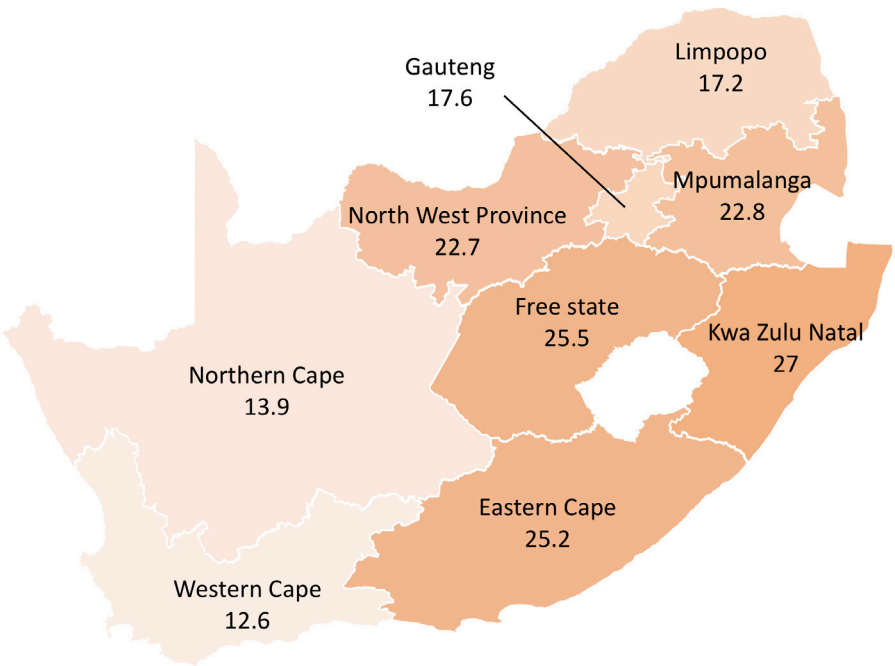 Limpopo
17.2
Gauteng
17.6
Mpumalanga
22.8
North West Province
22.7
Free state
25.5
Kwa Zulu Natal
27
Northern Cape
13.9
Eastern Cape
25.2
Western Cape
12.6